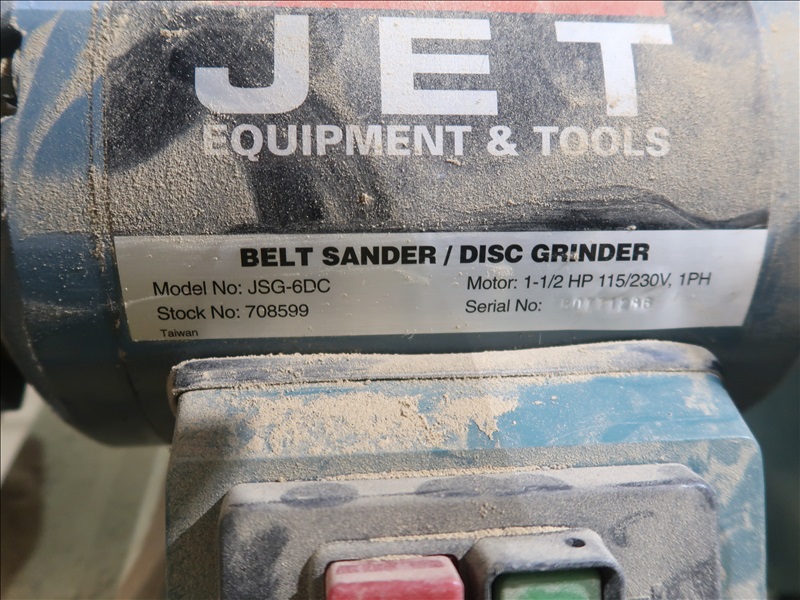 JET
EQUIPMENT & TOOLS
BELT SANDER / DISC GRINDER
Model No: JSG-6DC
Motor: 1-1/2 HP 115/230V, 1PH
Stock No: 708599
Serial No:
Taiwan